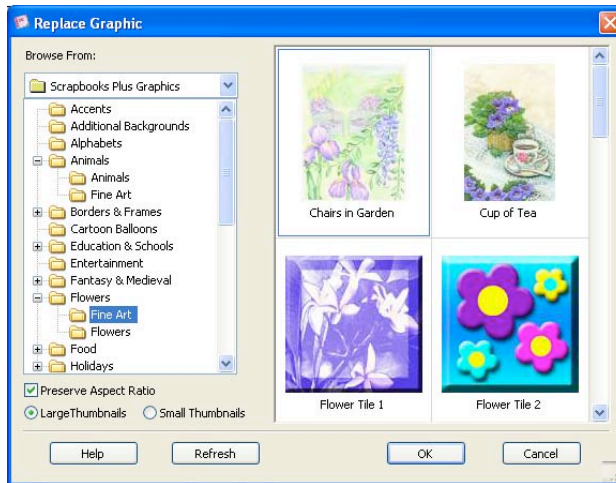 Replace Graphic
Browse From:
Scrapbooks Plus Graphics
Accents
Additional Backgrounds
Alphabets
Animals
Animals
Fine Art
Borders & Frames
Cartoon Balloons
Education & Schools
Entertainment
Fantasy & Medieval
Flowers
Fine Art
Flowers
Food
Holidays
Preserve Aspect Ratio
LargeThumbnails Small Thumbnails
Chairs in Garden Cup of Tea
Flower Tile 1 Flower Tile 2
Help Refresh OK Cancel